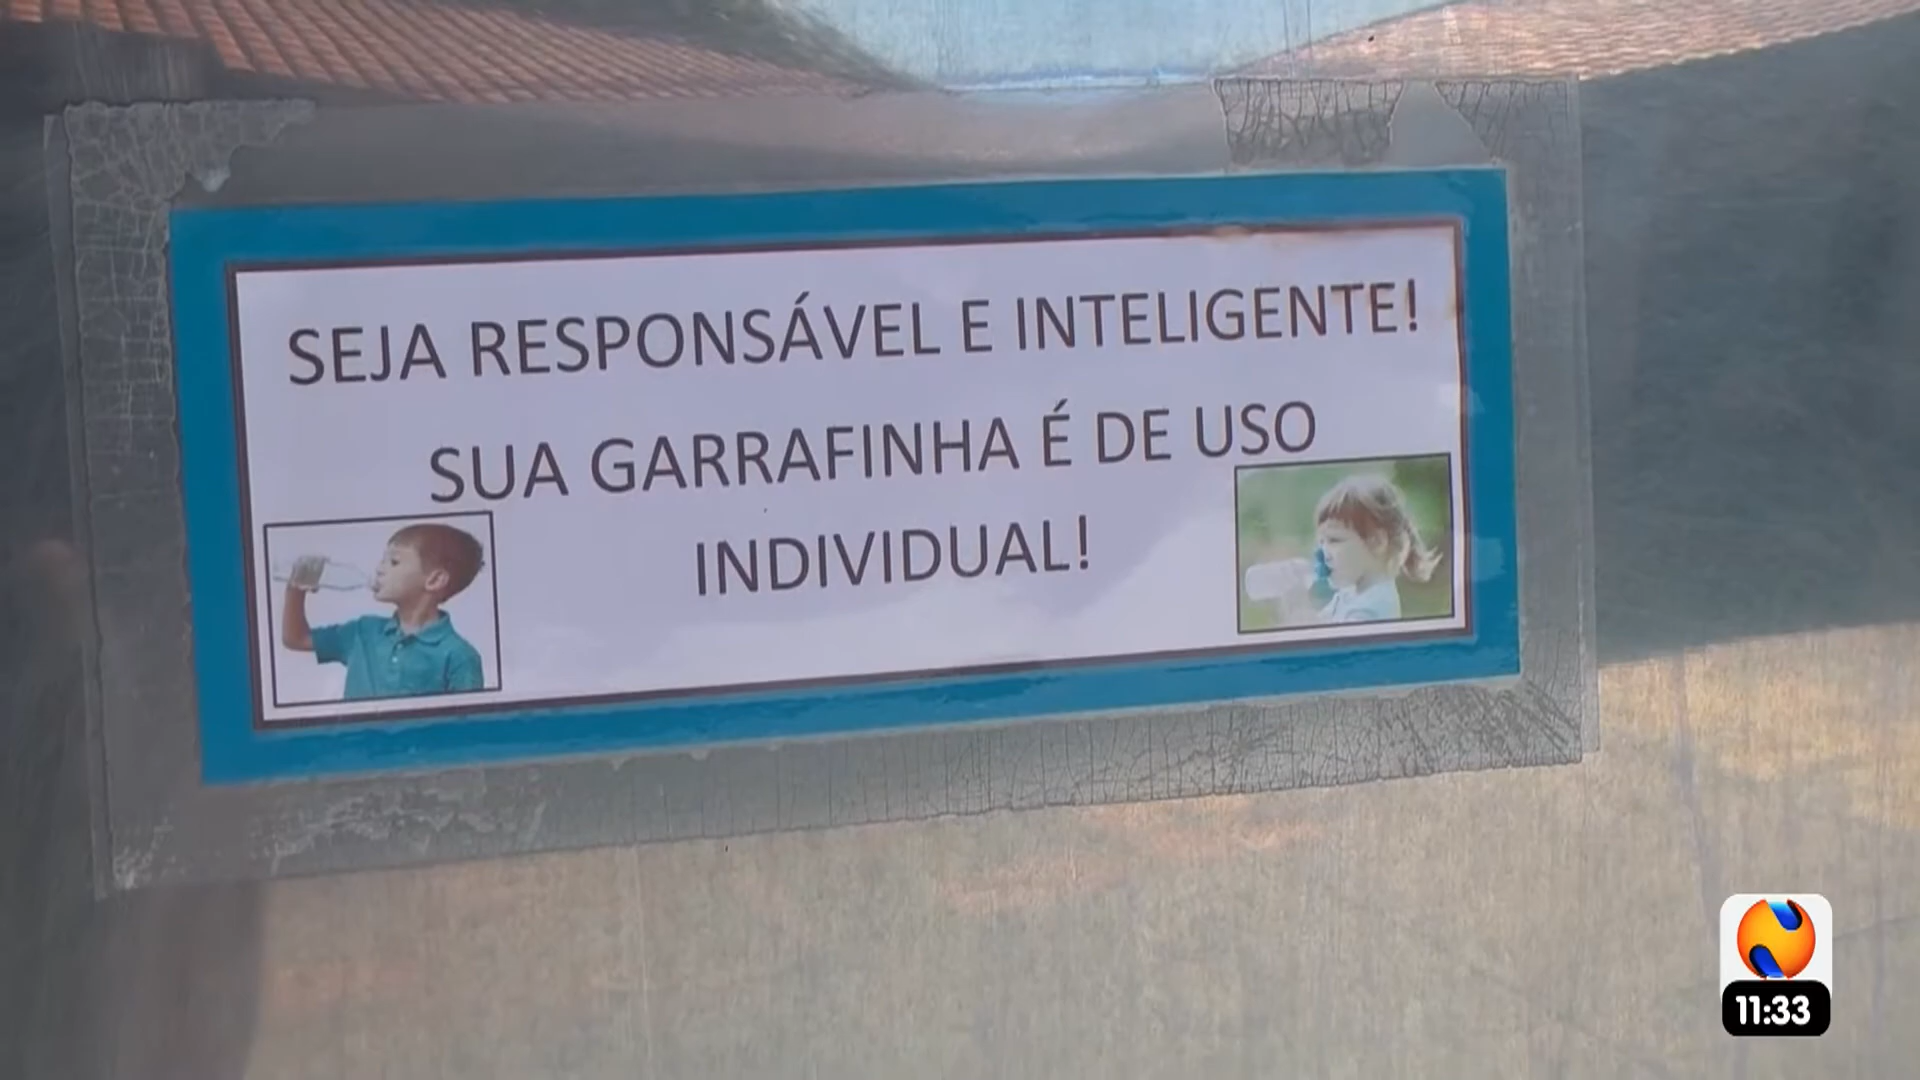 SEJA RESPONSÁVEL E INTELIGENTE!
SUA GARRAFINHA É DE USO
INDIVIDUAL!
11:33